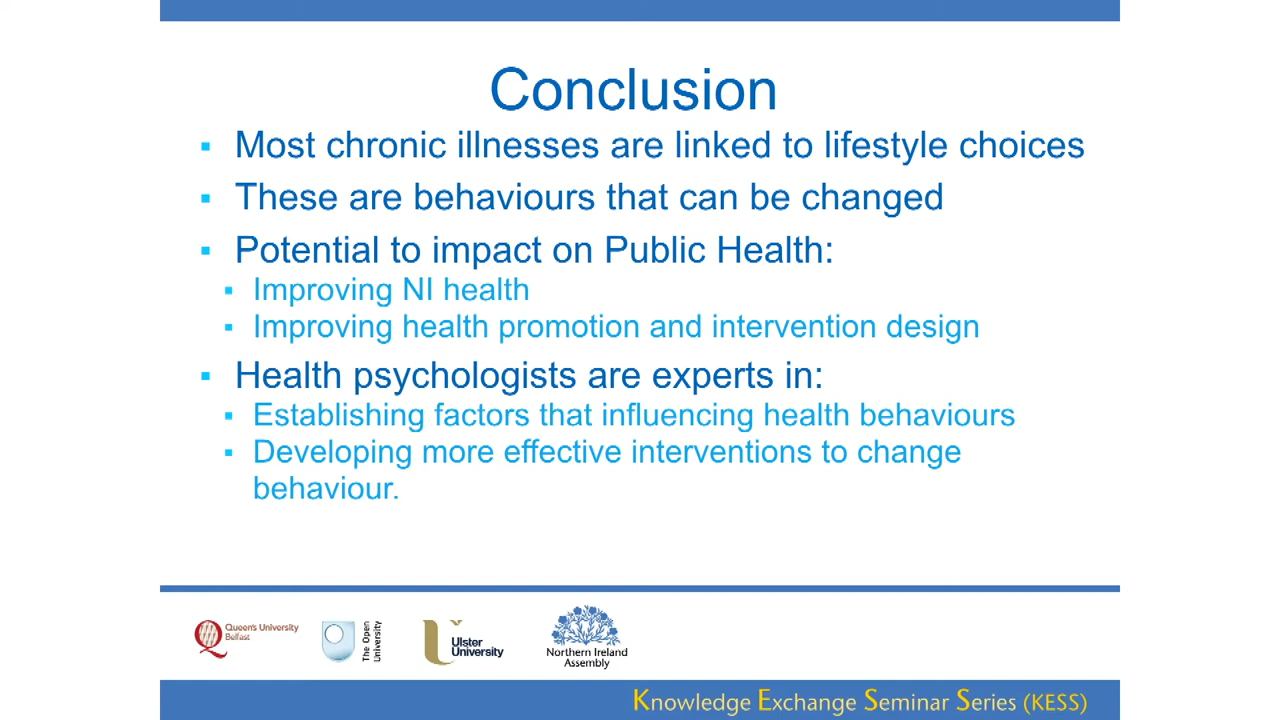 Conclusion
▪ Most chronic illnesses are linked to lifestyle choices
▪ These are behaviours that can be changed
▪ Potential to impact on Public Health:
▪ Improving NI health
▪ Improving health promotion and intervention design
▪ Health psychologists are experts in:
▪ Establishing factors that influencing health behaviours
▪ Developing more effective interventions to change
behaviour.
Queen's University
Belfast
The Open
University
Ulster
University
Northern Ireland
Assembly
Knowledge Exchange Seminar Series (KESS)